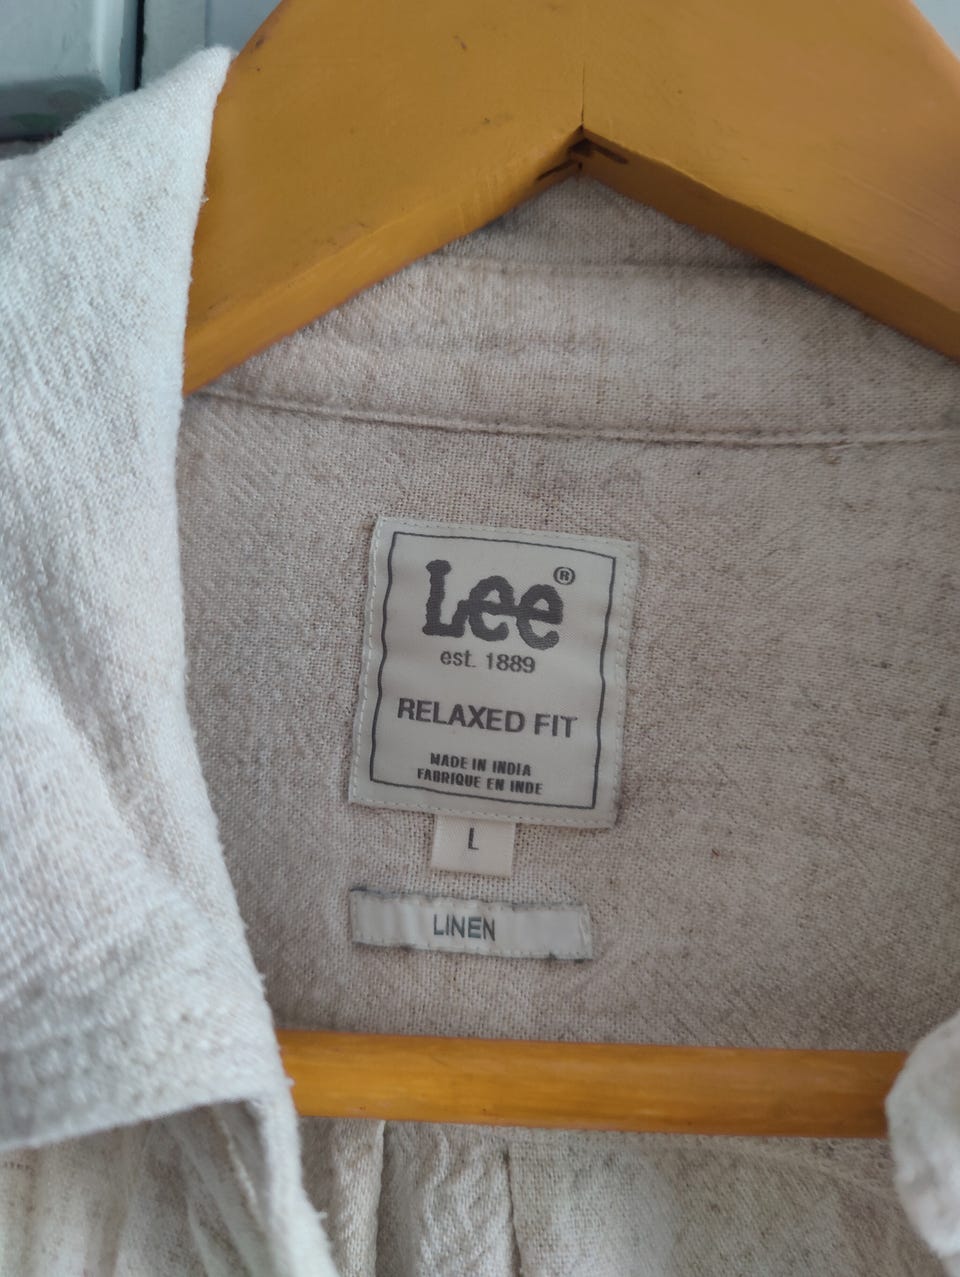 Lee®
est. 1889
RELAXED FIT
MADE IN INDIA
FABRIQUE EN INDE
L
LINEN